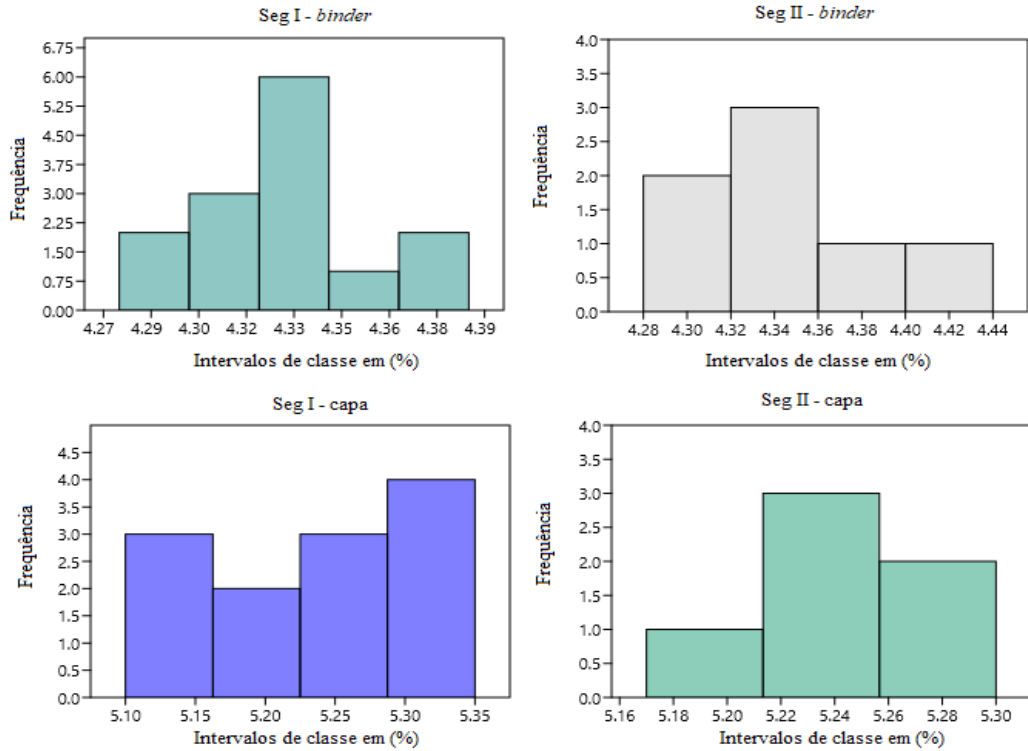 Seg I - binder
Frequência
6.75
6.00
5.25
4.50
3.75
3.00
2.25
1.50
0.75
0.00
4.27 4.29 4.30 4.32 4.33 4.35 4.36 4.38 4.39
Intervalos de classe em (%)
Seg II - binder
Frequência
4.0
3.5
3.0
2.5
2.0
1.5
1.0
0.5
0.0
4.28 4.30 4.32 4.34 4.36 4.38 4.40 4.42 4.44
Intervalos de classe em (%)
Seg I - capa
Frequência
4.5
4.0
3.5
3.0
2.5
2.0
1.5
1.0
0.5
0.0
5.10 5.15 5.20 5.25 5.30 5.35
Intervalos de classe em (%)
Seg II - capa
Frequência
4.0
3.5
3.0
2.5
2.0
1.5
1.0
0.5
0.0
5.16 5.18 5.20 5.22 5.24 5.26 5.28 5.30
Intervalos de classe em (%)